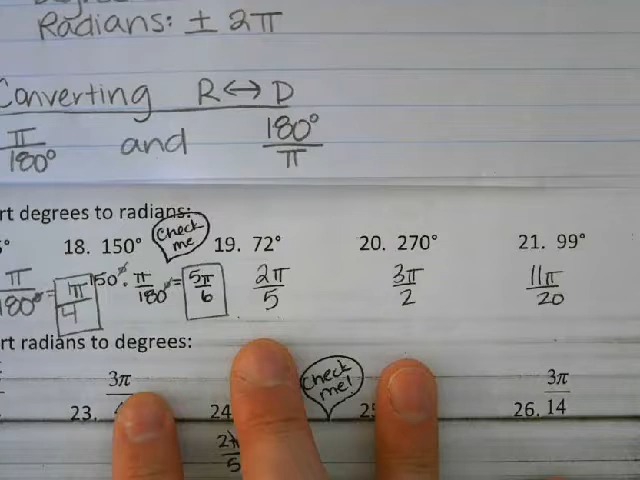 Radians: ± 2π
Converting R ↔ D
π/180° and 180°/π
rt degrees to radians:
18. 150° check me 19. 72° 20. 270° 21. 99°
π/180° = π/4 150° · π/180° = 5π/6 2π/5 3π/2 11π/20
rt radians to degrees:
23. 3π 24 check me! 26. 3π/14
2π/5